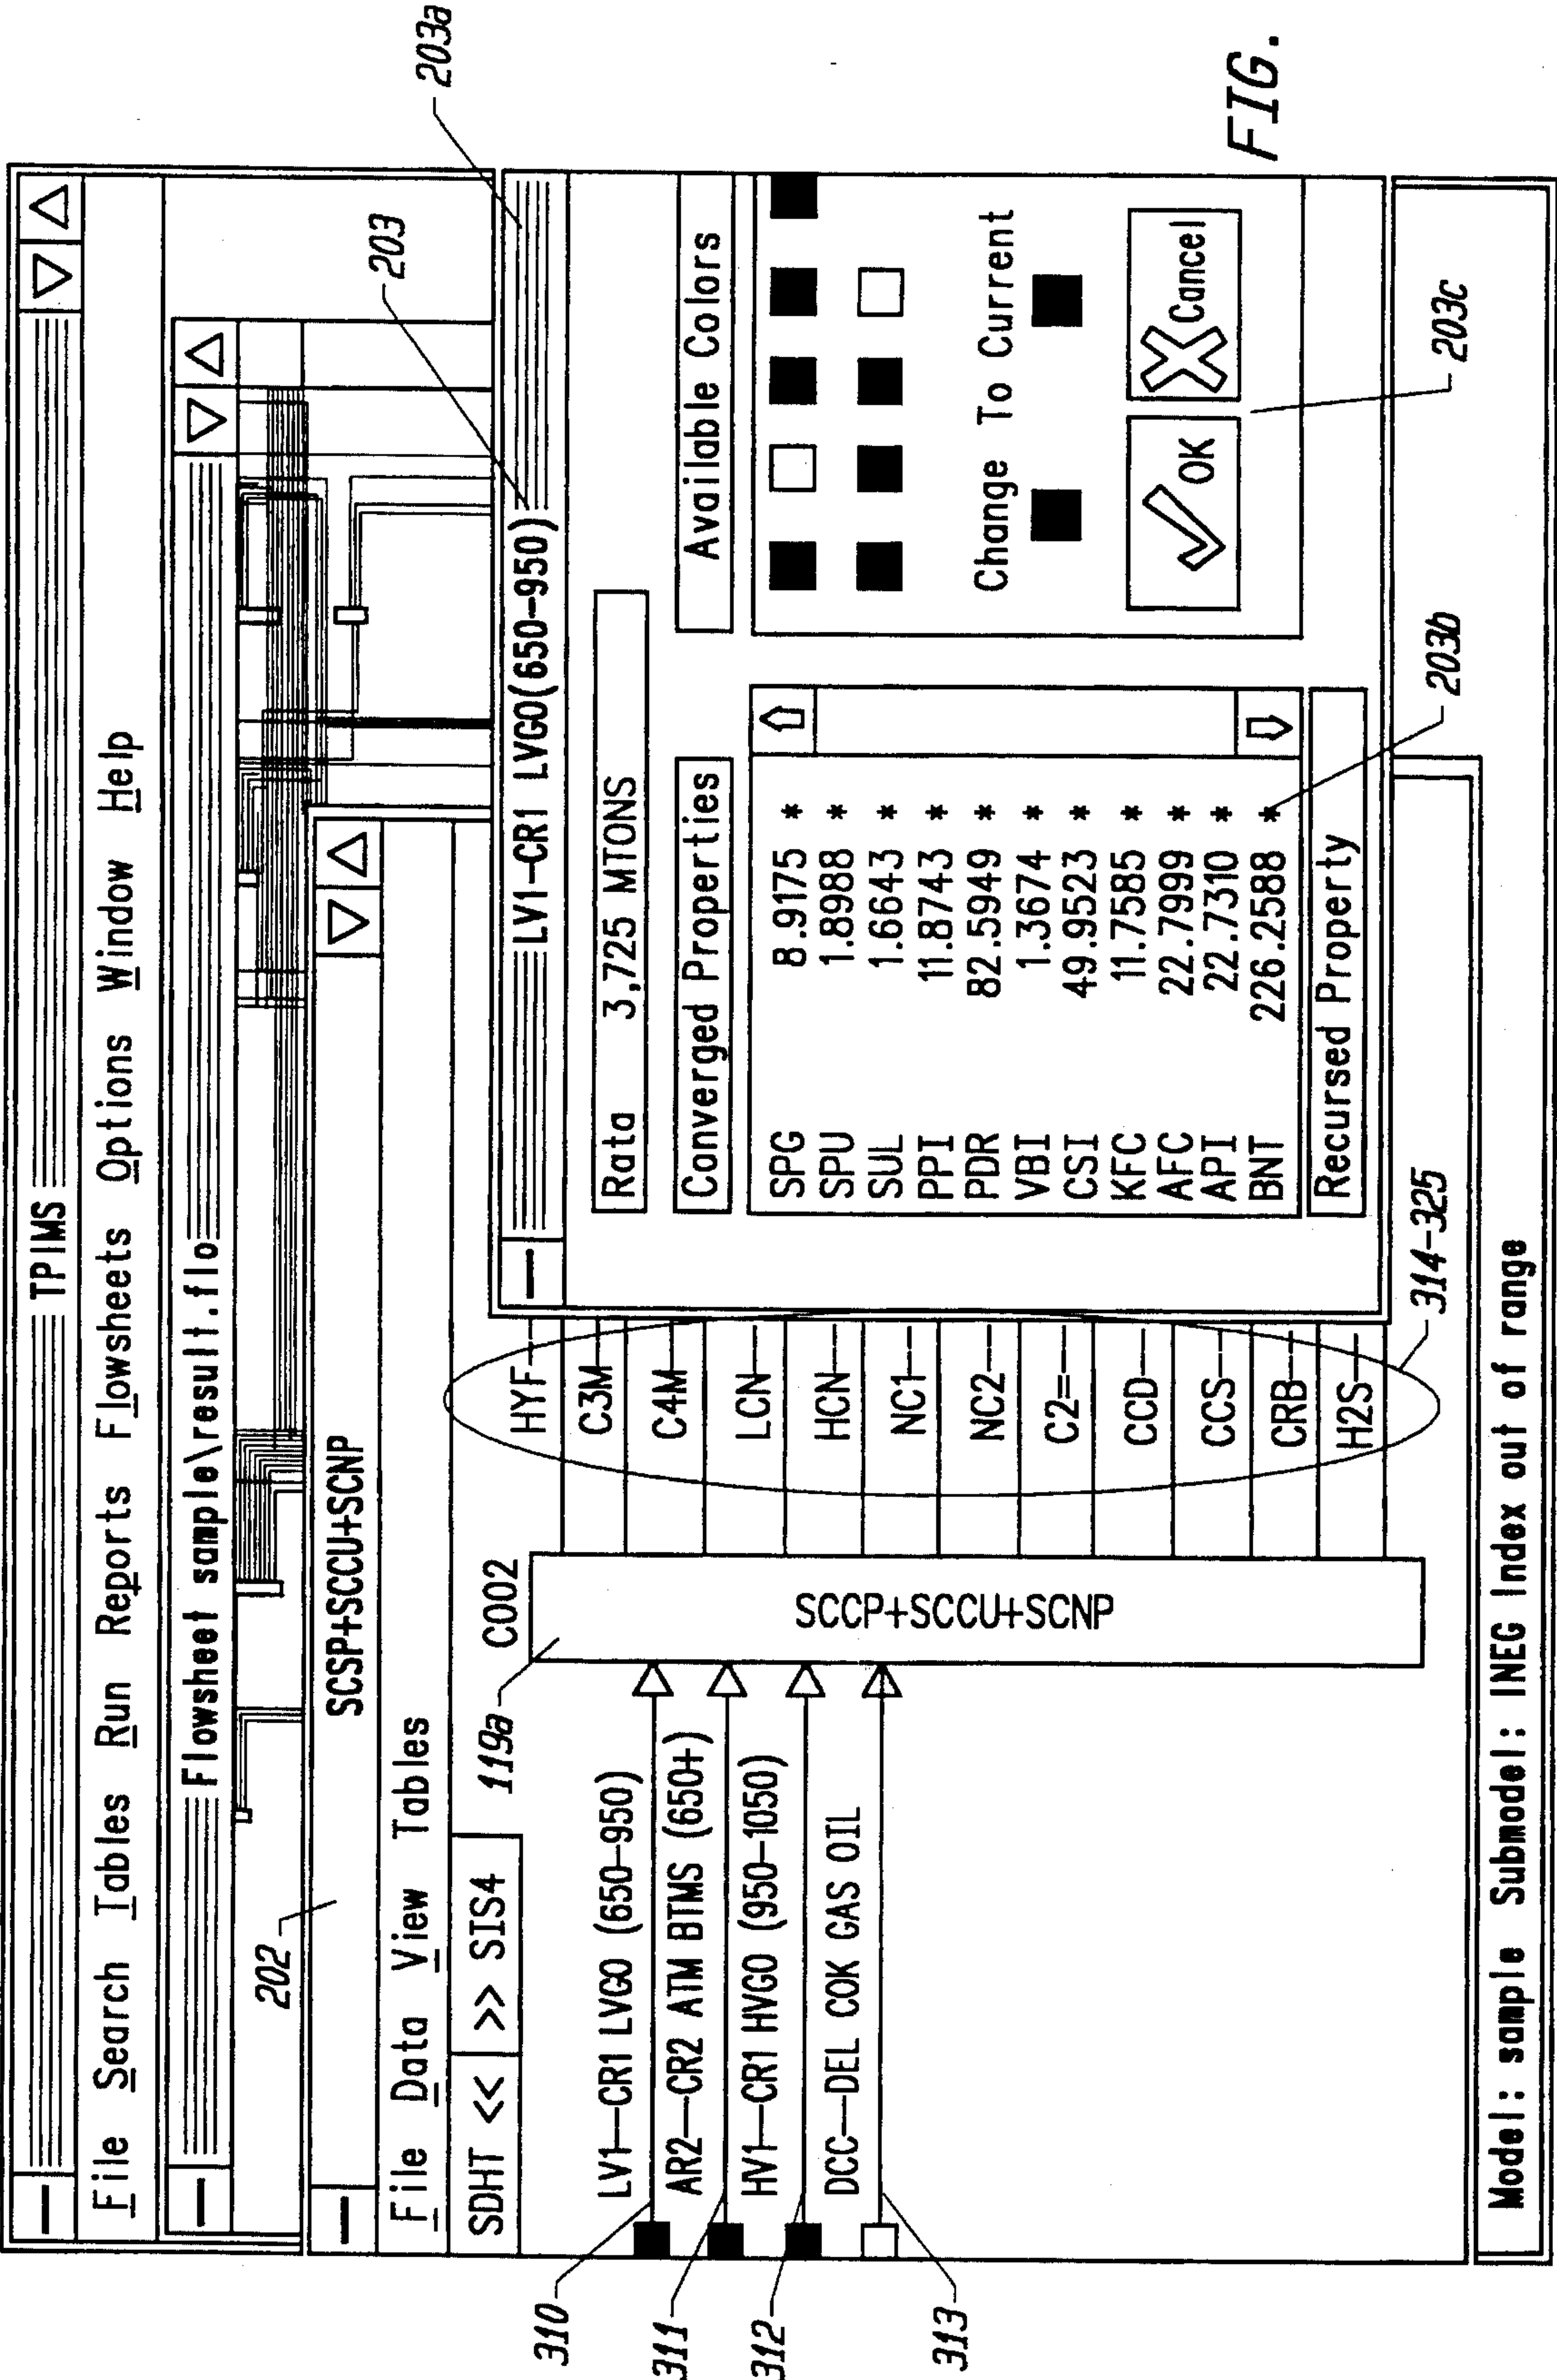 TPIMS
File Search Tables Run Reports Flowsheets Options Window Help
Flowsheet sample\result.flo
202
SCSP+SCCU+SCNP
File Data View Tables
SDHT << >> SIS4
119a
C002
SCCP+SCCU+SCNP
310
LV1—CR1 LVGO (650-950)
311
AR2—CR2 ATM BTMS (650+)
312
HV1—CR1 HVGO (950-1050)
313
DCC—DEL COK GAS OIL
HYF
C3M
C4M
LCN
HCN
NC1
NC2
C2=
CCD
CCS
CRB
H2S
314-325
203
203a
LV1-CR1 LVGO(650-950)
Rata 3,725 MTONS
Converged Properties
SPG 8.9175 *
SPU 1.8988 *
SUL 1.6643 *
PPI 11.8743 *
PDR 82.5949 *
VBI 1.3674 *
CSI 49.9523 *
KFC 11.7585 *
AFC 22.7999 *
API 22.7310 *
BNT 226.2588 *
Recursed Property
203b
Available Colors
Change To Current
OK
Cancel
203c
Model: sample Submodel: INEG Index out of range
FIG.